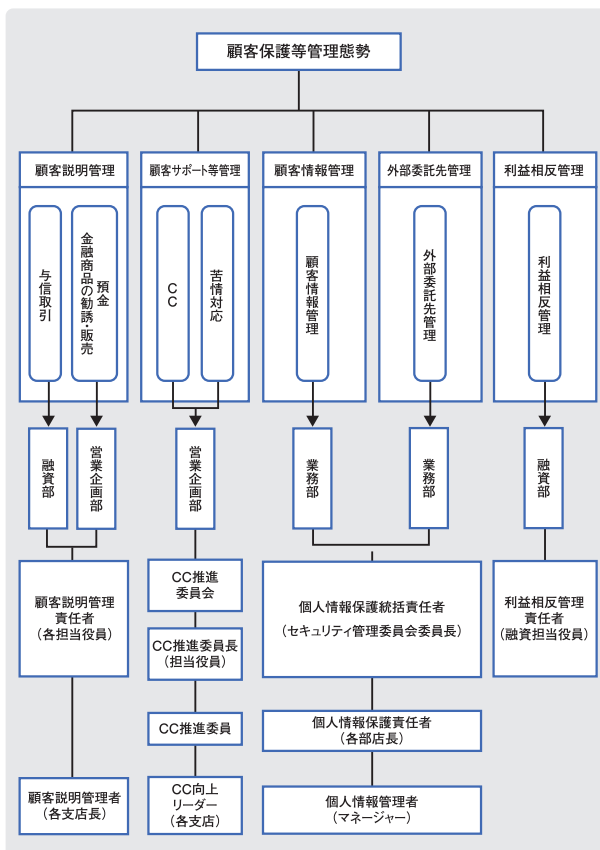 顧客保護等管理態勢
顧客説明管理
顧客サポート等管理
顧客情報管理
外部委託先管理
利益相反管理
与信取引
預金
金融商品の勧誘・販売
CC
苦情対応
顧客情報管理
外部委託先管理
利益相反管理
融資部
営業企画部
営業企画部
業務部
業務部
融資部
顧客説明管理
責任者
（各担当役員）
CC推進
委員会
CC推進委員長
（担当役員）
CC推進委員
CC向上
リーダー
（各支店）
個人情報保護統括責任者
（セキュリティ管理委員会委員長）
利益相反管理
責任者
（融資担当役員）
個人情報保護責任者
（各部店長）
顧客説明管理者
（各支店長）
個人情報管理者
（マネージャー）